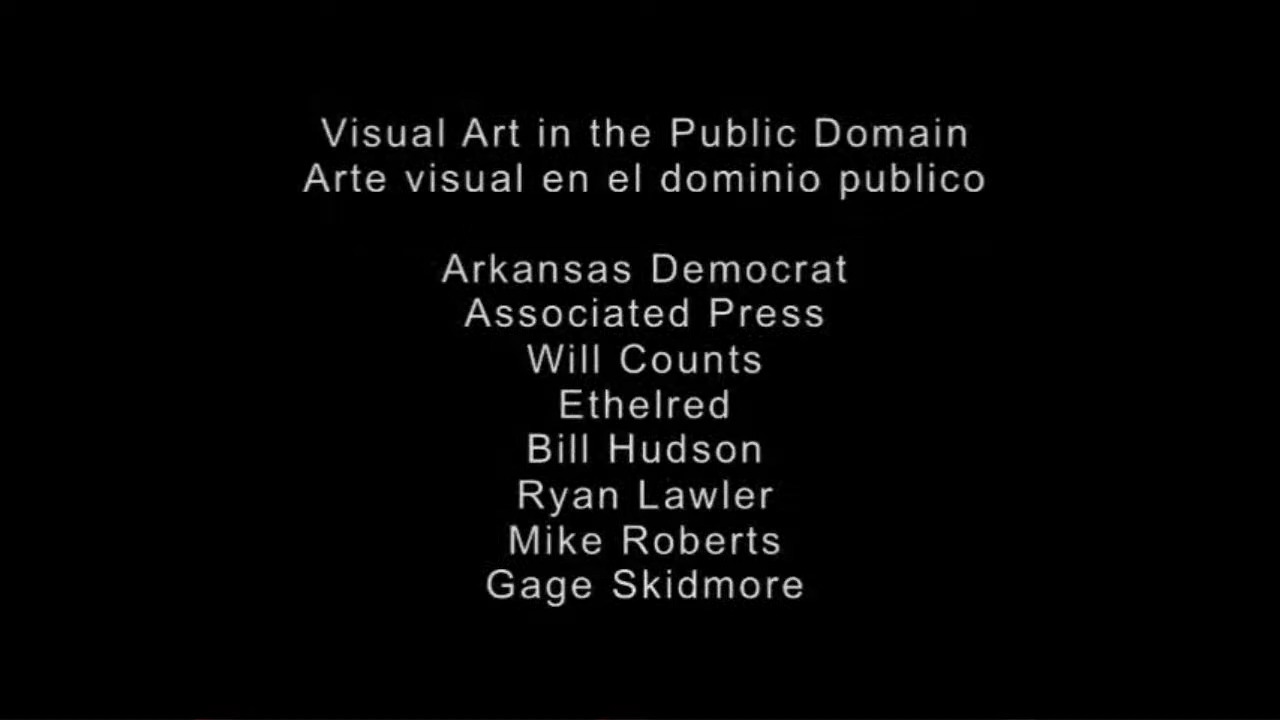 Visual Art in the Public Domain
Arte visual en el dominio publico
Arkansas Democrat
Associated Press
Will Counts
Ethelred
Bill Hudson
Ryan Lawler
Mike Roberts
Gage Skidmore